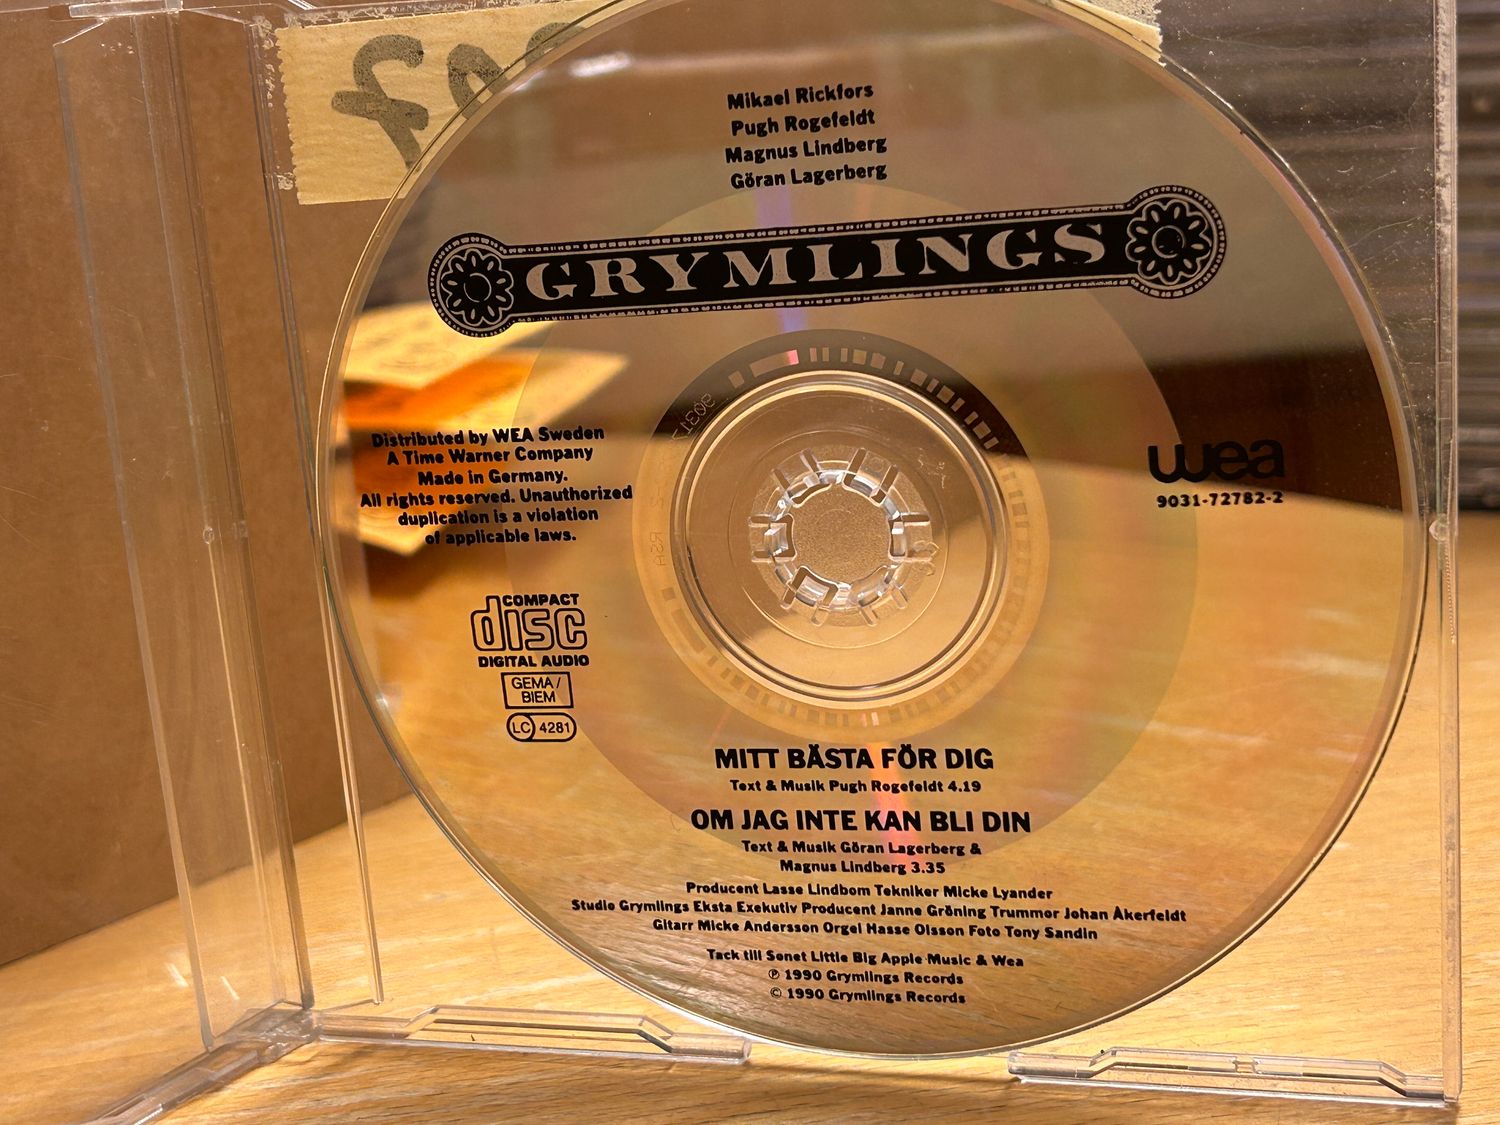 Mikael Rickfors
Pugh Rogefeldt
Magnus Lindberg
Göran Lagerberg
GRYMLINGS
Distributed by WEA Sweden
A Time Warner Company
Made in Germany.
All rights reserved. Unauthorized
duplication is a violation
of applicable laws.
wea
9031-72782-2
COMPACT
disc
DIGITAL AUDIO
GEMA/
BIEM
LC 4281
MITT BÄSTA FÖR DIG
Text & Musik Pugh Rogefeldt 4.19
OM JAG INTE KAN BLI DIN
Text & Musik Göran Lagerberg &
Magnus Lindberg 3.35
Producent Lasse Lindbom Tekniker Micke Lyander
Studio Grymlings Eksta Exekutiv Producent Janne Gröning Trummor Johan Åkerfeldt
Gitarr Micke Andersson Orgel Hasse Olsson Foto Tony Sandin
Tack till Sonet Little Big Apple Music & Wea
℗ 1990 Grymlings Records
© 1990 Grymlings Records